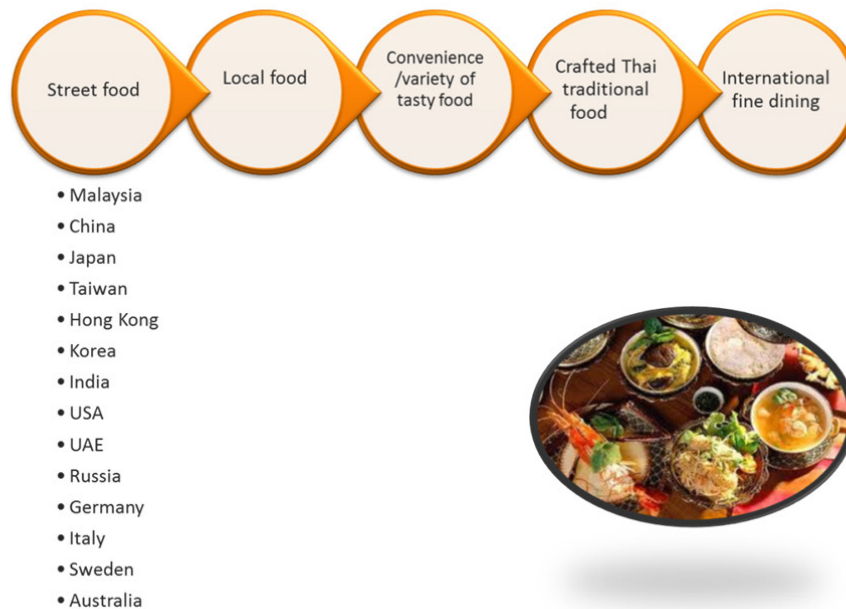 Street food
Local food
Convenience
/variety of
tasty food
Crafted Thai
traditional
food
International
fine dining
• Malaysia
• China
• Japan
• Taiwan
• Hong Kong
• Korea
• India
• USA
• UAE
• Russia
• Germany
• Italy
• Sweden
• Australia